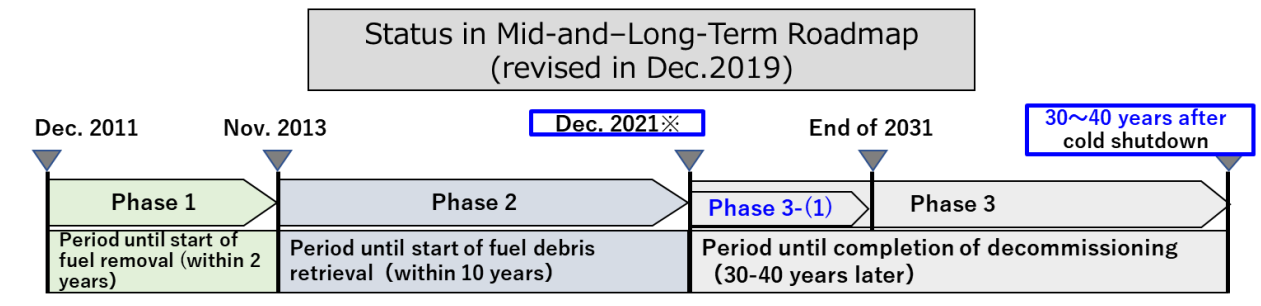 Status in Mid-and–Long-Term Roadmap
(revised in Dec.2019)
Dec. 2011
Nov. 2013
Dec. 2021※
End of 2031
30～40 years after
cold shutdown
Phase 1
Phase 2
Phase 3-(1)
Phase 3
Period until start of
fuel removal (within 2
years）
Period until start of fuel debris
retrieval（within 10 years）
Period until completion of decommissioning
（30-40 years later）